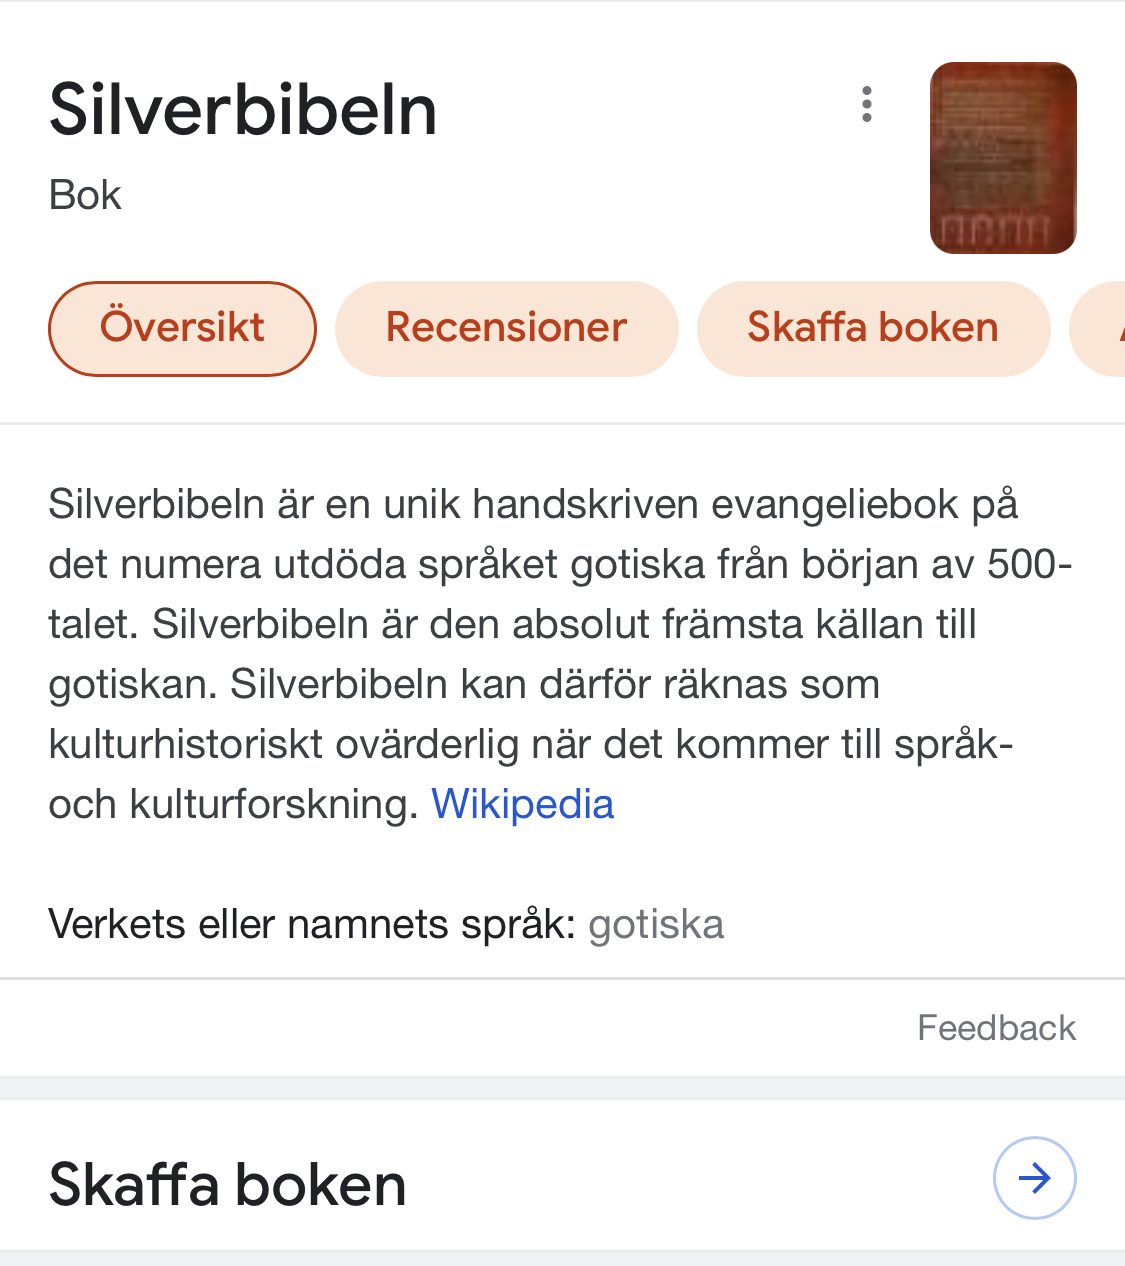 Silverbibeln
Bok
Översikt
Recensioner
Skaffa boken
Silverbibeln är en unik handskriven evangeliebok på
det numera utdöda språket gotiska från början av 500-
talet. Silverbibeln är den absolut främsta källan till
gotiskan. Silverbibeln kan därför räknas som
kulturhistoriskt ovärderlig när det kommer till språk-
och kulturforskning. Wikipedia
Verkets eller namnets språk: gotiska
Feedback
Skaffa boken